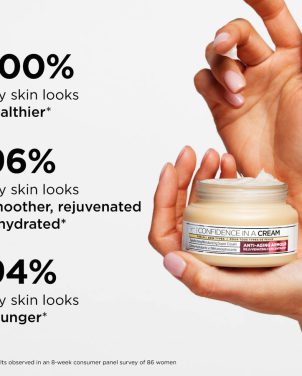 00%
y skin looks
althier*
96%
y skin looks
moother, rejuvenated
hydrated*
94%
y skin looks
unger*
lts observed in an 8-week consumer panel survey of 86 women
CONFIDENCE IN A CREAM
ANTI-AGING ARMOUR